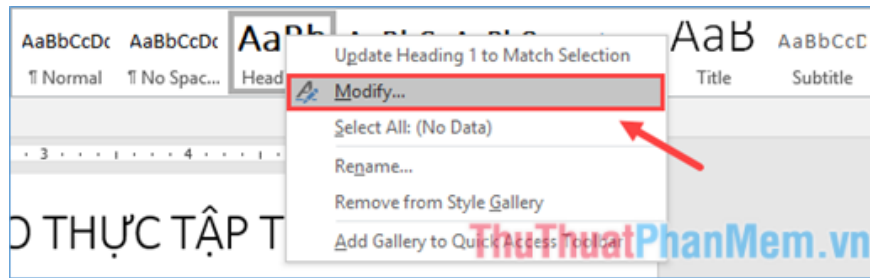 AaBbCcDc AaBbCcDc AaBb AaB AaBbCcD
¶ Normal ¶ No Spac... Head Title Subtitle
Update Heading 1 to Match Selection
Modify...
Select All: (No Data)
Rename...
Remove from Style Gallery
Add Gallery to Quick Access Toolbar
3 4
THỰC TẬP T
ThuThuatPhanMem.vn